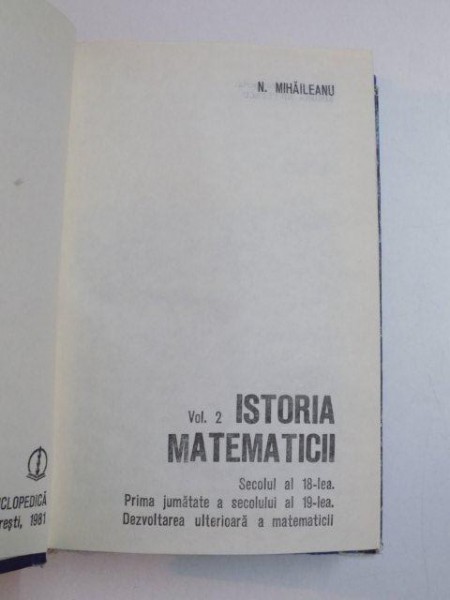 N. MIHĂILEANU
Vol. 2 ISTORIA
MATEMATICII
Secolul al 18-lea.
Prima jumătate a secolului al 19-lea.
Dezvoltarea ulterioară a matematicii
CLOPEDICĂ
rești, 1981